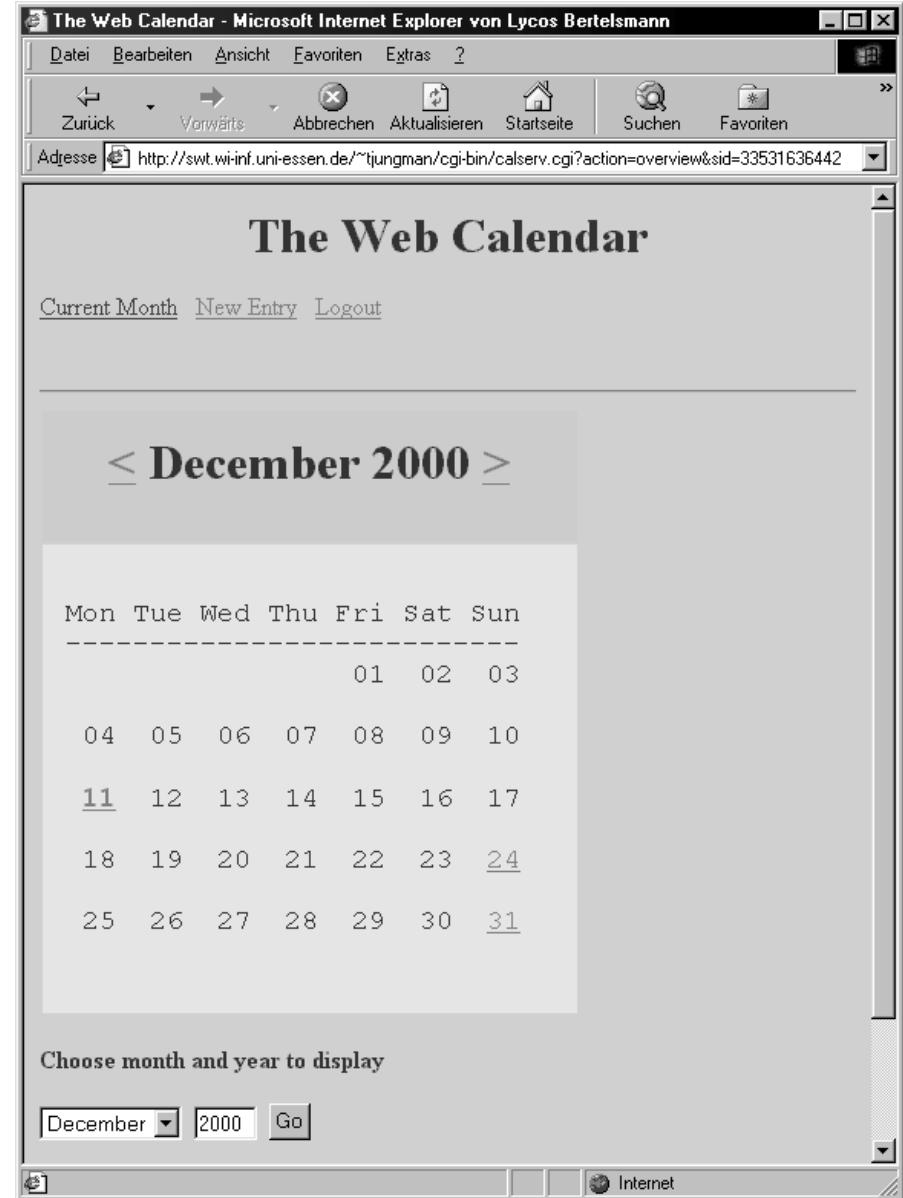 The Web Calendar - Microsoft Internet Explorer von Lycos Bertelsmann
Datei Bearbeiten Ansicht Favoriten Extras ?
Zurück Vorwärts Abbrechen Aktualisieren Startseite Suchen Favoriten »
Adresse http://swt.wi-inf.uni-essen.de/~tjungman/cgi-bin/calserv.cgi?action=overview&sid=33531636442
The Web Calendar
Current Month New Entry Logout
< December 2000 >
Mon Tue Wed Thu Fri Sat Sun
----------------------------
01 02 03
04 05 06 07 08 09 10
11 12 13 14 15 16 17
18 19 20 21 22 23 24
25 26 27 28 29 30 31
Choose month and year to display
December 2000 Go
Internet